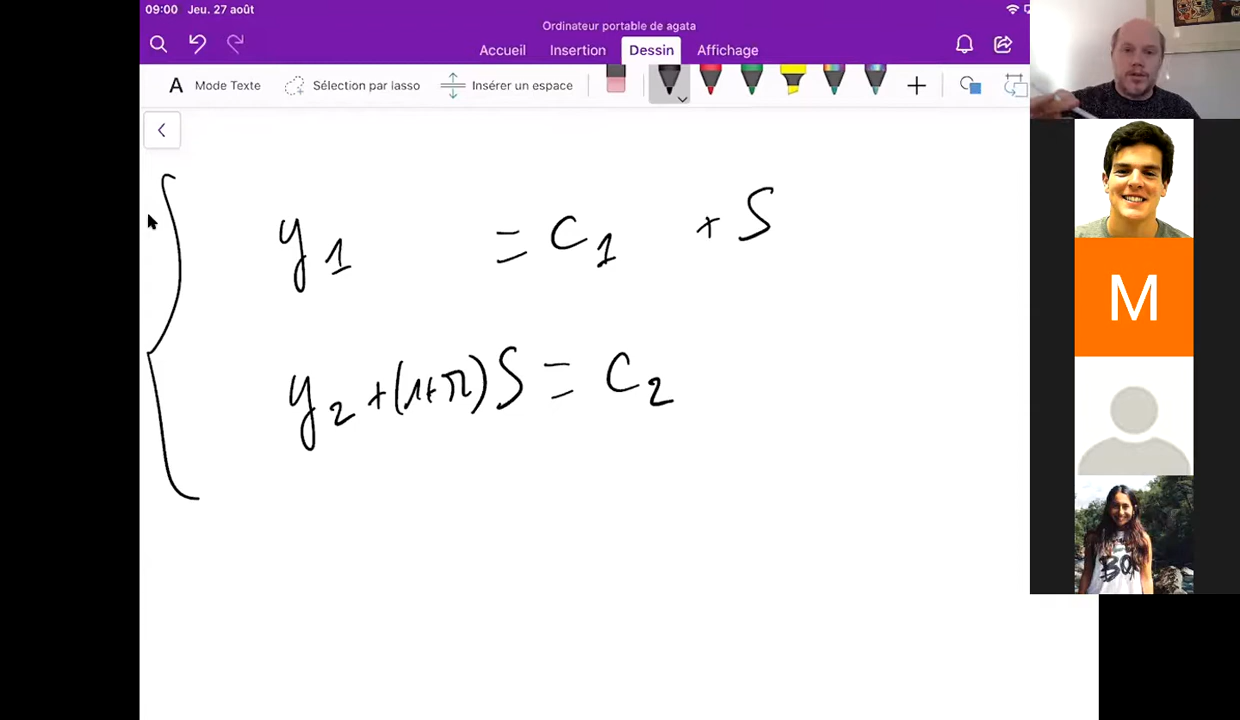 09:00 Jeu. 27 août
Ordinateur portable de agata
Accueil Insertion Dessin Affichage
A Mode Texte Sélection par lasso Insérer un espace
y₁ = c₁ + S
y₂ + (1+r)S = c₂
M